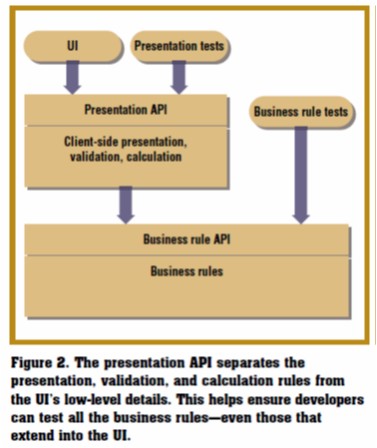 UI
Presentation tests
Presentation API
Business rule tests
Client-side presentation,
validation, calculation
Business rule API
Business rules
Figure 2. The presentation API separates the
presentation, validation, and calculation rules from
the UI's low-level details. This helps ensure developers
can test all the business rules—even those that
extend into the UI.